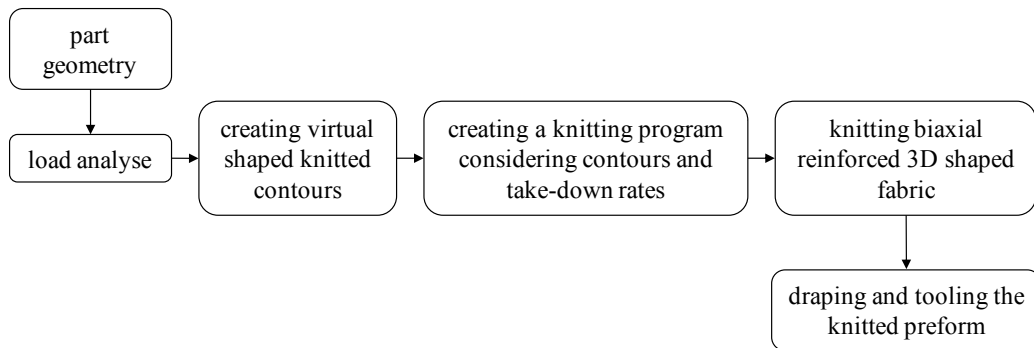 part
geometry
load analyse
creating virtual
shaped knitted
contours
creating a knitting program
considering contours and
take-down rates
knitting biaxial
reinforced 3D shaped
fabric
draping and tooling the
knitted preform